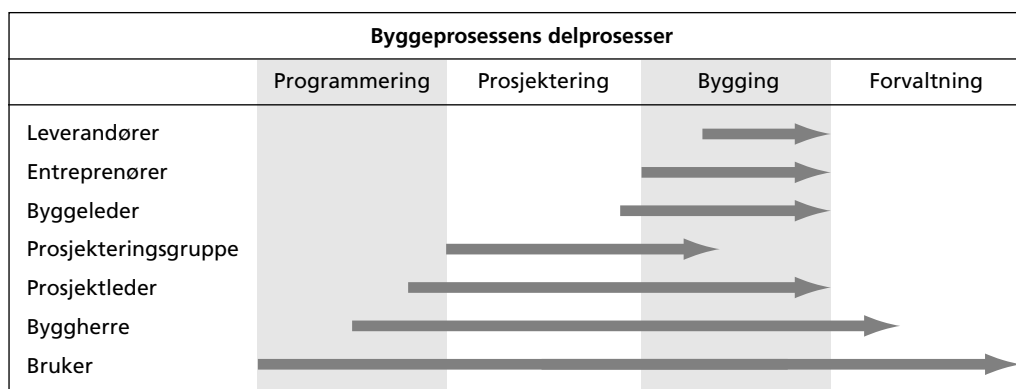 Byggeprosessens delprosesser
Programmering Prosjektering Bygging Forvaltning
Leverandører
Entreprenører
Byggeleder
Prosjekteringsgruppe
Prosjektleder
Byggherre
Bruker